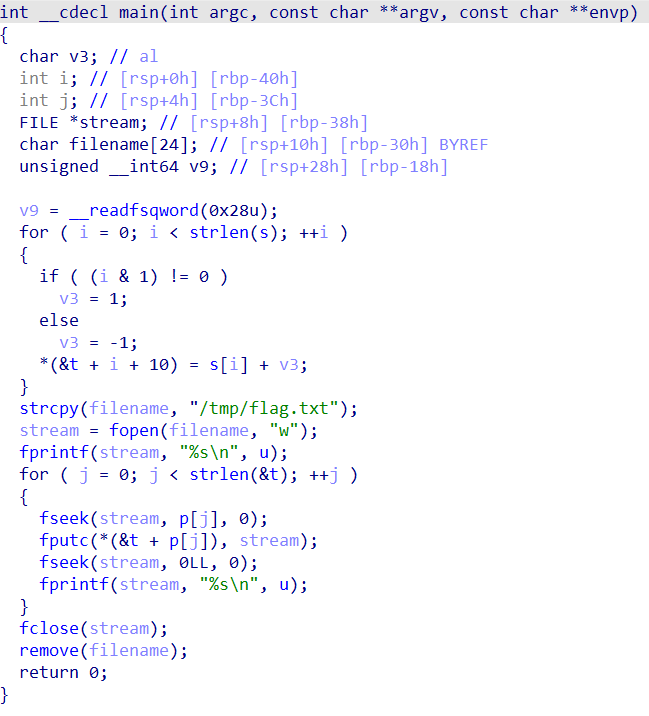 int __cdecl main(int argc, const char **argv, const char **envp)
{
  char v3; // al
  int i; // [rsp+0h] [rbp-40h]
  int j; // [rsp+4h] [rbp-3Ch]
  FILE *stream; // [rsp+8h] [rbp-38h]
  char filename[24]; // [rsp+10h] [rbp-30h] BYREF
  unsigned __int64 v9; // [rsp+28h] [rbp-18h]

  v9 = __readfsqword(0x28u);
  for ( i = 0; i < strlen(s); ++i )
  {
    if ( (i & 1) != 0 )
      v3 = 1;
    else
      v3 = -1;
    *(&t + i + 10) = s[i] + v3;
  }
  strcpy(filename, "/tmp/flag.txt");
  stream = fopen(filename, "w");
  fprintf(stream, "%s\n", u);
  for ( j = 0; j < strlen(&t); ++j )
  {
    fseek(stream, p[j], 0);
    fputc(*(&t + p[j]), stream);
    fseek(stream, 0LL, 0);
    fprintf(stream, "%s\n", u);
  }
  fclose(stream);
  remove(filename);
  return 0;
}